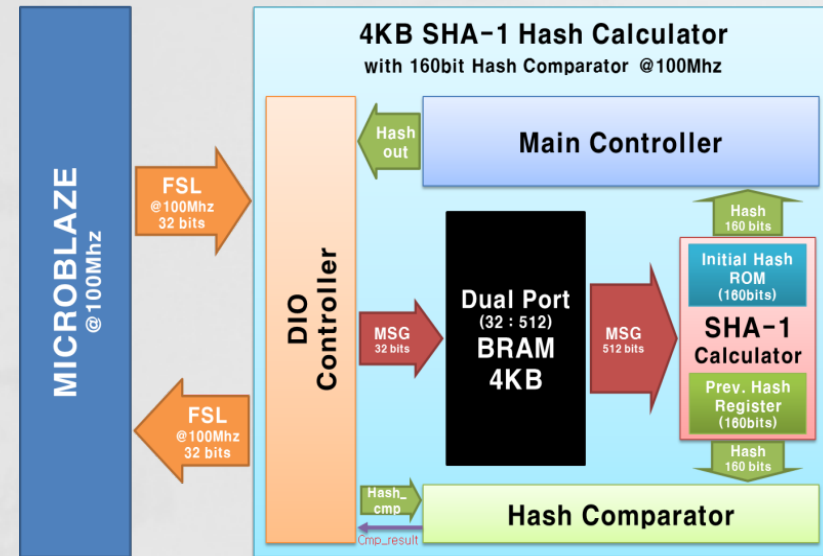 4KB SHA-1 Hash Calculator
with 160bit Hash Comparator @100Mhz
MICROBLAZE
@100Mhz
FSL
@100Mhz
32 bits
FSL
@100Mhz
32 bits
DIO
Controller
Hash
out
Main Controller
MSG
32 bits
Dual Port
(32 : 512)
BRAM
4KB
MSG
512 bits
Hash
160 bits
Initial Hash
ROM
(160bits)
SHA-1
Calculator
Prev. Hash
Register
(160bits)
Hash
160 bits
Hash_
cmp
Cmp_result
Hash Comparator